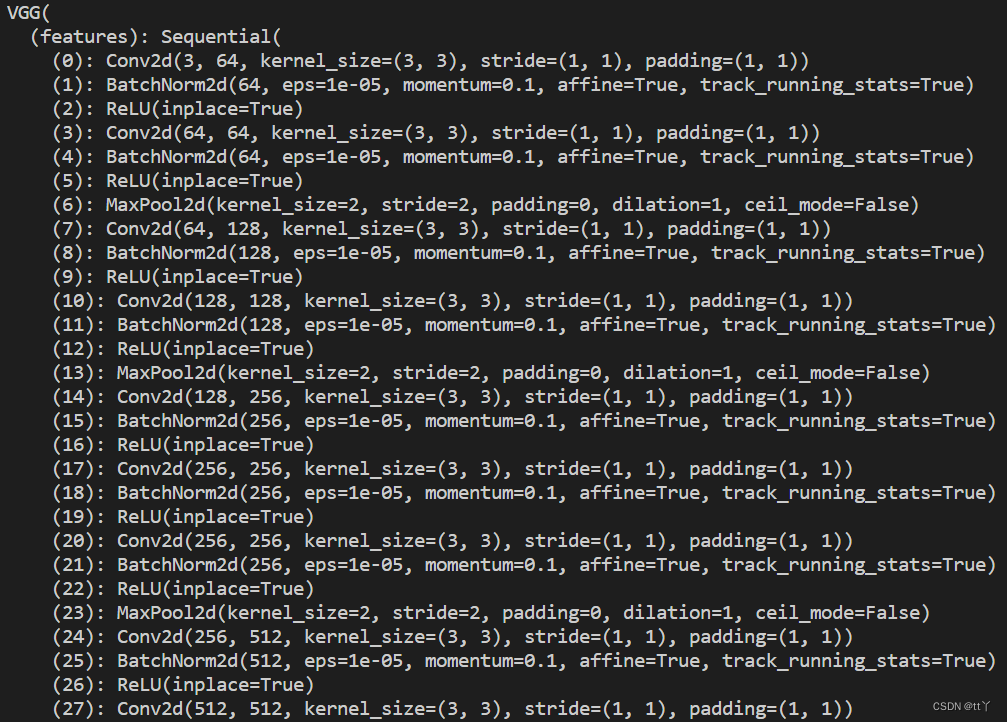 VGG(
  (features): Sequential(
    (0): Conv2d(3, 64, kernel_size=(3, 3), stride=(1, 1), padding=(1, 1))
    (1): BatchNorm2d(64, eps=1e-05, momentum=0.1, affine=True, track_running_stats=True)
    (2): ReLU(inplace=True)
    (3): Conv2d(64, 64, kernel_size=(3, 3), stride=(1, 1), padding=(1, 1))
    (4): BatchNorm2d(64, eps=1e-05, momentum=0.1, affine=True, track_running_stats=True)
    (5): ReLU(inplace=True)
    (6): MaxPool2d(kernel_size=2, stride=2, padding=0, dilation=1, ceil_mode=False)
    (7): Conv2d(64, 128, kernel_size=(3, 3), stride=(1, 1), padding=(1, 1))
    (8): BatchNorm2d(128, eps=1e-05, momentum=0.1, affine=True, track_running_stats=True)
    (9): ReLU(inplace=True)
    (10): Conv2d(128, 128, kernel_size=(3, 3), stride=(1, 1), padding=(1, 1))
    (11): BatchNorm2d(128, eps=1e-05, momentum=0.1, affine=True, track_running_stats=True)
    (12): ReLU(inplace=True)
    (13): MaxPool2d(kernel_size=2, stride=2, padding=0, dilation=1, ceil_mode=False)
    (14): Conv2d(128, 256, kernel_size=(3, 3), stride=(1, 1), padding=(1, 1))
    (15): BatchNorm2d(256, eps=1e-05, momentum=0.1, affine=True, track_running_stats=True)
    (16): ReLU(inplace=True)
    (17): Conv2d(256, 256, kernel_size=(3, 3), stride=(1, 1), padding=(1, 1))
    (18): BatchNorm2d(256, eps=1e-05, momentum=0.1, affine=True, track_running_stats=True)
    (19): ReLU(inplace=True)
    (20): Conv2d(256, 256, kernel_size=(3, 3), stride=(1, 1), padding=(1, 1))
    (21): BatchNorm2d(256, eps=1e-05, momentum=0.1, affine=True, track_running_stats=True)
    (22): ReLU(inplace=True)
    (23): MaxPool2d(kernel_size=2, stride=2, padding=0, dilation=1, ceil_mode=False)
    (24): Conv2d(256, 512, kernel_size=(3, 3), stride=(1, 1), padding=(1, 1))
    (25): BatchNorm2d(512, eps=1e-05, momentum=0.1, affine=True, track_running_stats=True)
    (26): ReLU(inplace=True)
    (27): Conv2d(512, 512, kernel_size=(3, 3), stride=(1, 1), padding=(1, 1))
CSDN @tt丫